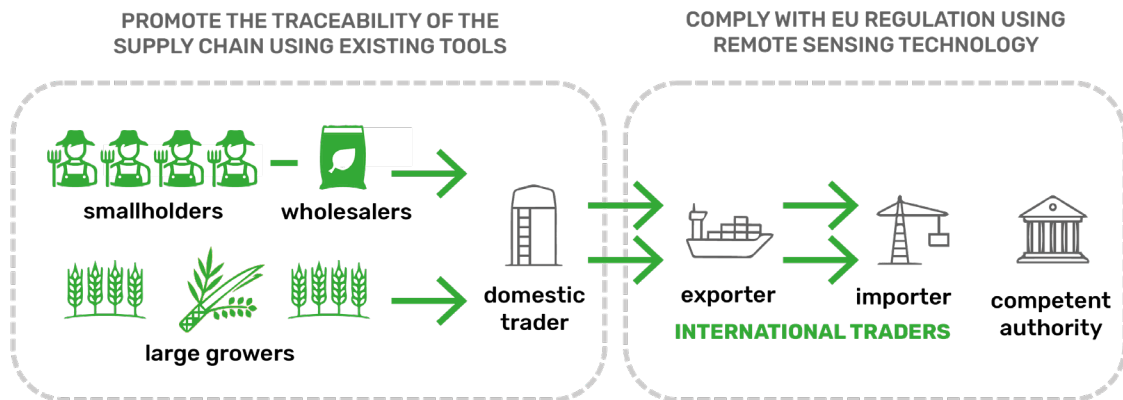 PROMOTE THE TRACEABILITY OF THE
SUPPLY CHAIN USING EXISTING TOOLS
COMPLY WITH EU REGULATION USING
REMOTE SENSING TECHNOLOGY
smallholders
wholesalers
large growers
domestic
trader
exporter
importer
INTERNATIONAL TRADERS
competent
authority